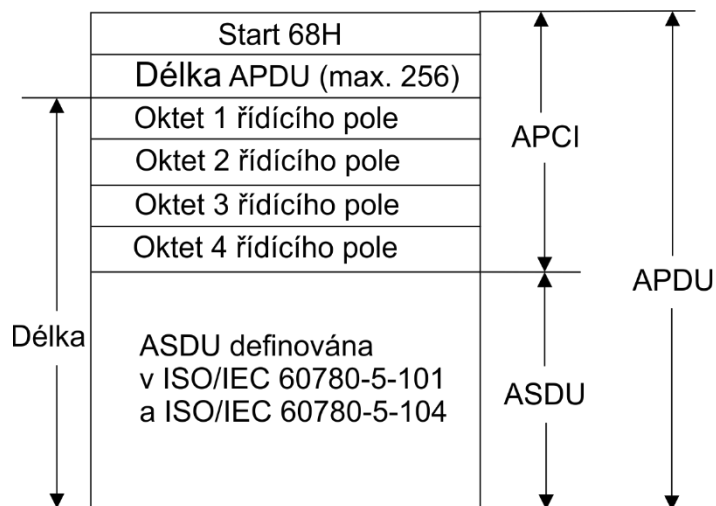 Start 68H
Délka APDU (max. 256)
Oktet 1 řídícího pole
Oktet 2 řídícího pole
Oktet 3 řídícího pole
Oktet 4 řídícího pole
APCI
APDU
Délka
ASDU definována
v ISO/IEC 60780-5-101
a ISO/IEC 60780-5-104
ASDU